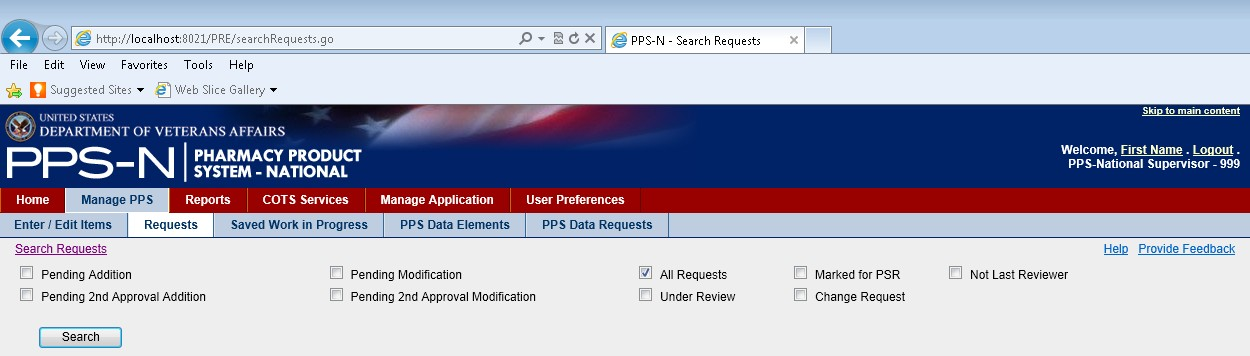 http://localhost:8021/PRE/searchRequests.go
PPS-N - Search Requests
File Edit View Favorites Tools Help
Suggested Sites Web Slice Gallery
Skip to main content
UNITED STATES
DEPARTMENT OF VETERANS AFFAIRS
PPS-N PHARMACY PRODUCT
SYSTEM - NATIONAL
Welcome, First Name . Logout .
PPS-National Supervisor - 999
Home Manage PPS Reports COTS Services Manage Application User Preferences
Enter / Edit Items Requests Saved Work in Progress PPS Data Elements PPS Data Requests
Search Requests Help Provide Feedback
Pending Addition Pending Modification All Requests Marked for PSR Not Last Reviewer
Pending 2nd Approval Addition Pending 2nd Approval Modification Under Review Change Request
Search